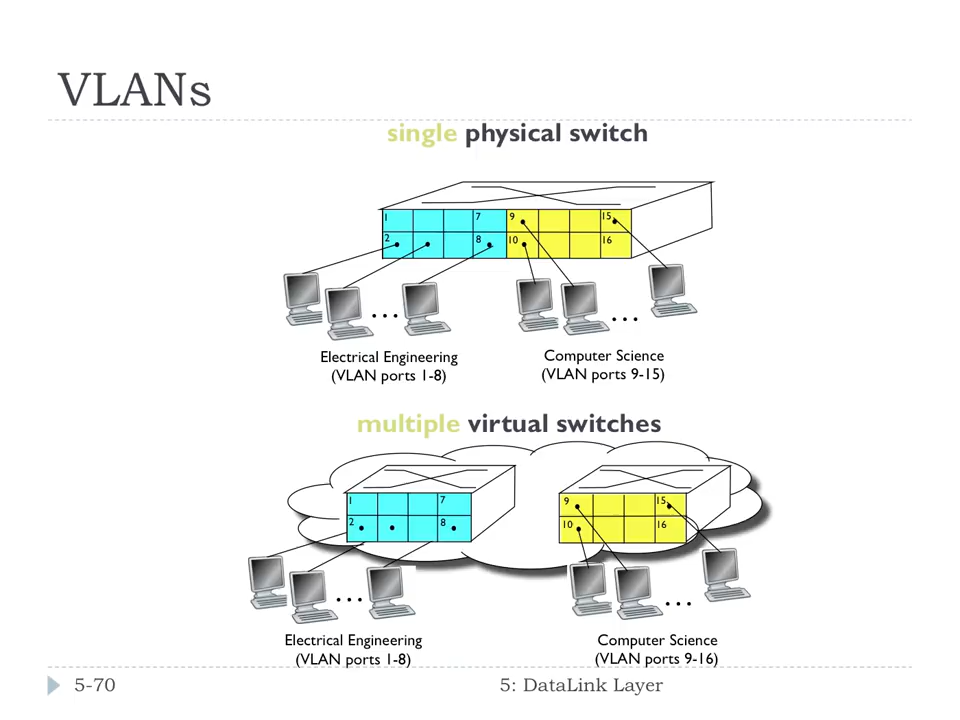 VLANs
single physical switch
1 7 9 15
2 8 10 16
...
...
Electrical Engineering
(VLAN ports 1-8)
Computer Science
(VLAN ports 9-15)
multiple virtual switches
1 7
2 8
9 15
10 16
...
...
Electrical Engineering
(VLAN ports 1-8)
Computer Science
(VLAN ports 9-16)
5-70
5: DataLink Layer